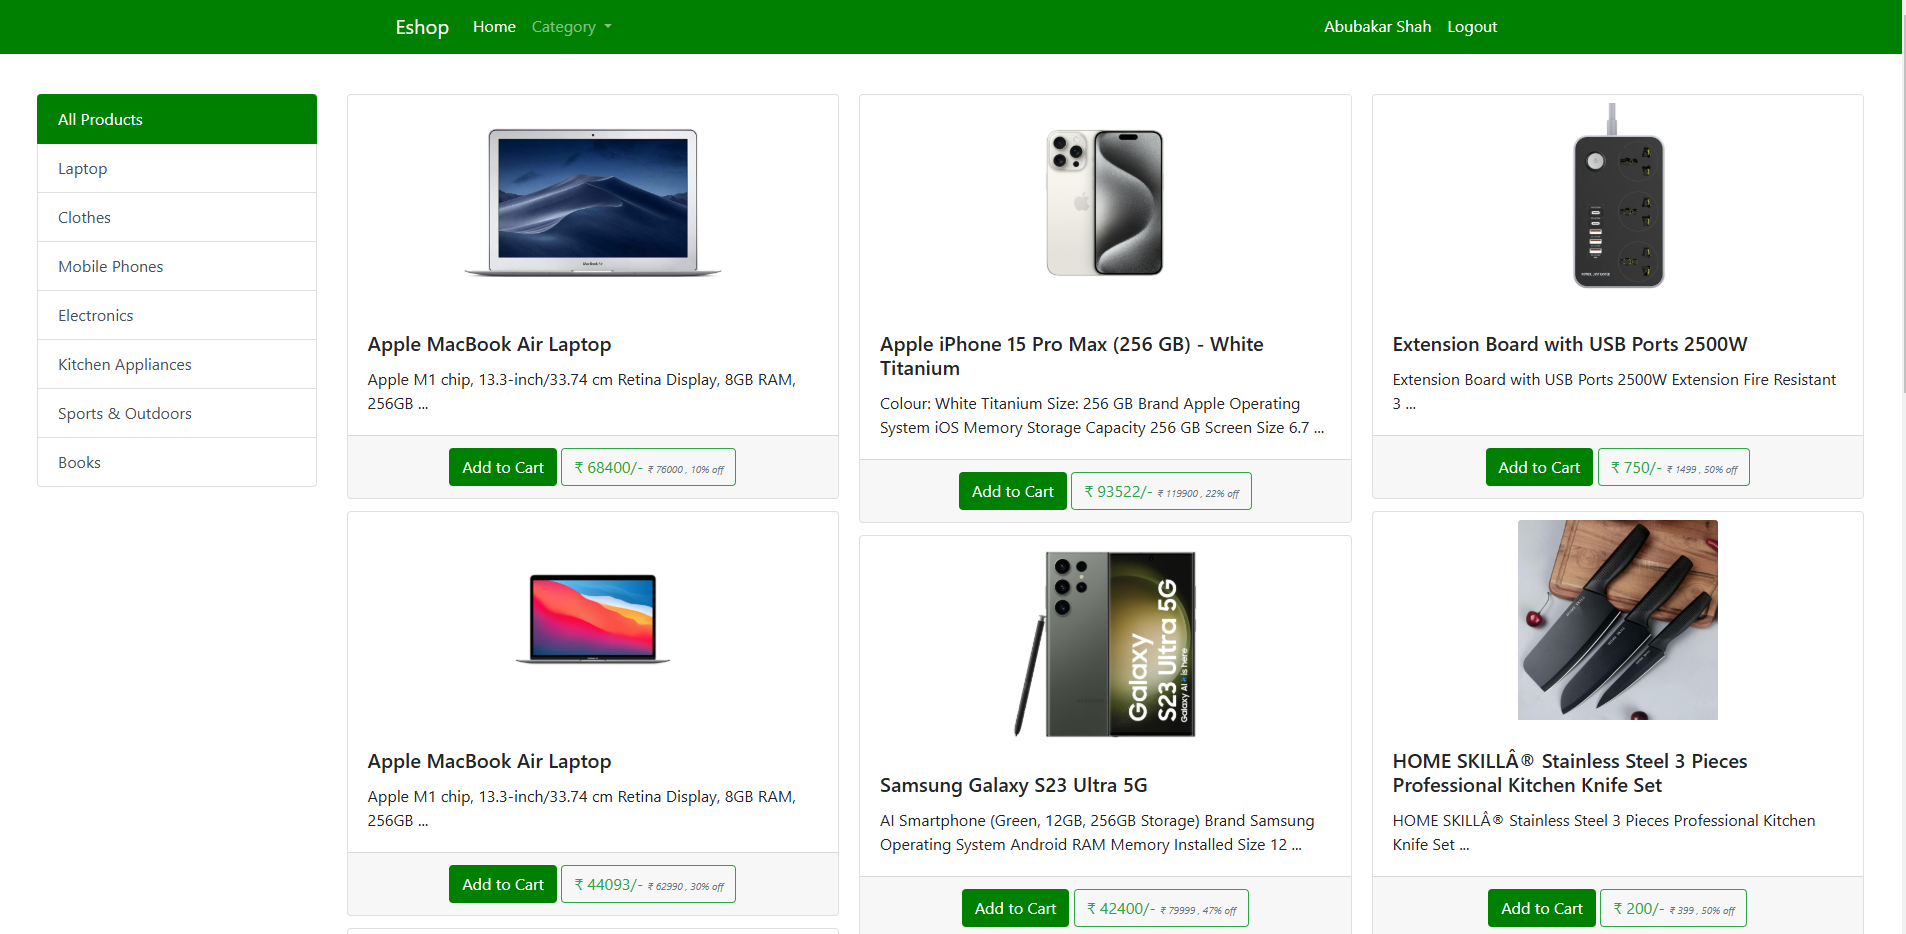 Eshop Home Category Abubakar Shah Logout
All Products
Laptop
Clothes
Mobile Phones
Electronics
Kitchen Appliances
Sports & Outdoors
Books
Apple MacBook Air Laptop
Apple M1 chip, 13.3-inch/33.74 cm Retina Display, 8GB RAM,
256GB ...
Add to Cart ₹ 68400/- ₹ 76000 , 10% off
Apple iPhone 15 Pro Max (256 GB) - White
Titanium
Colour: White Titanium Size: 256 GB Brand Apple Operating
System iOS Memory Storage Capacity 256 GB Screen Size 6.7 ...
Add to Cart ₹ 93522/- ₹ 119900 , 22% off
Extension Board with USB Ports 2500W
Extension Board with USB Ports 2500W Extension Fire Resistant
3 ...
Add to Cart ₹ 750/- ₹ 1499 , 50% off
Apple MacBook Air Laptop
Apple M1 chip, 13.3-inch/33.74 cm Retina Display, 8GB RAM,
256GB ...
Add to Cart ₹ 44093/- ₹ 62990 , 30% off
Galaxy
S23 Ultra 5G
Galaxy AI is here
Samsung Galaxy S23 Ultra 5G
AI Smartphone (Green, 12GB, 256GB Storage) Brand Samsung
Operating System Android RAM Memory Installed Size 12 ...
Add to Cart ₹ 42400/- ₹ 79999 , 47% off
HOME SKILLÂ® Stainless Steel 3 Pieces
Professional Kitchen Knife Set
HOME SKILLÂ® Stainless Steel 3 Pieces Professional Kitchen
Knife Set ...
Add to Cart ₹ 200/- ₹ 399 , 50% off